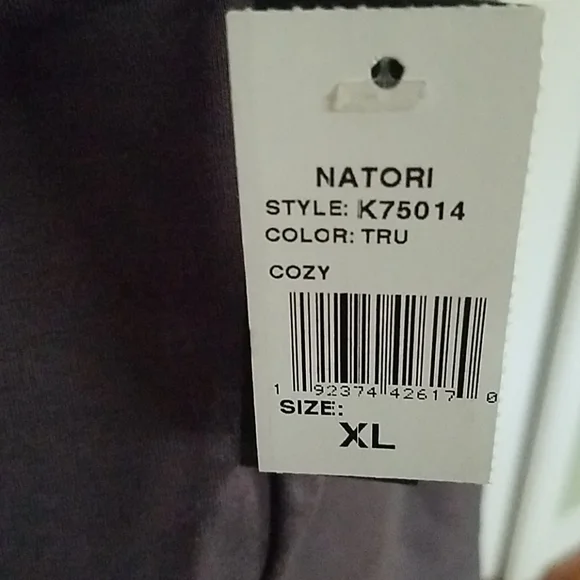 NATORI
STYLE: K75014
COLOR: TRU
COZY
1 92374 42617 0
SIZE:
XL